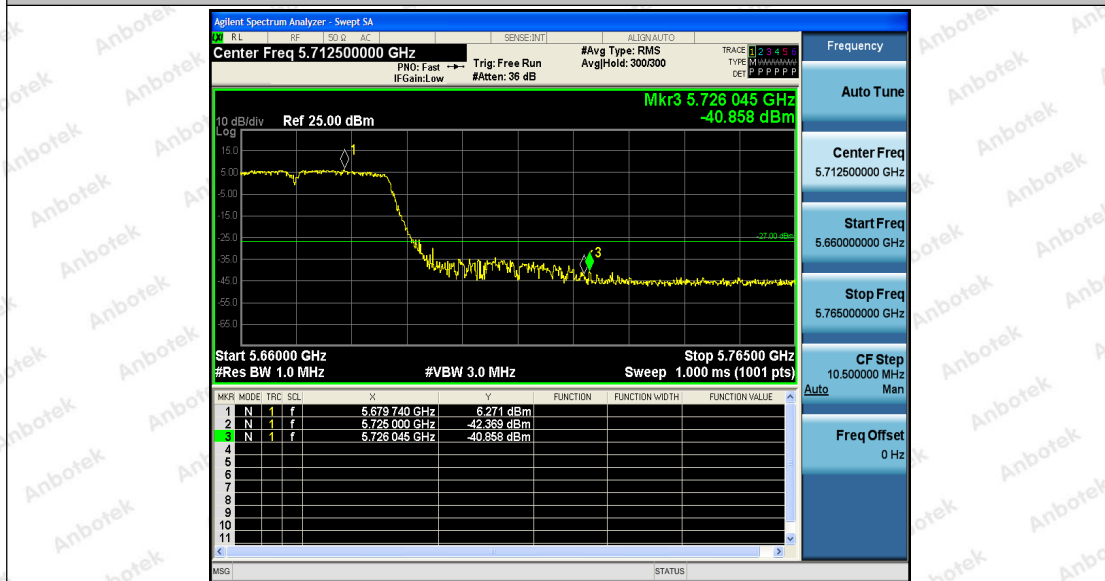 Agilent Spectrum Analyzer - Swept SA
LXI RL RF 50 Ω AC SENSE:INT ALIGNAUTO
Center Freq 5.712500000 GHz
PNO: Fast
IFGain:Low
Trig: Free Run
#Atten: 36 dB
#Avg Type: RMS
Avg|Hold: 300/300
TRACE 1 2 3 4 5 6
TYPE M WWWWW
DET P P P P P P
Mkr3 5.726 045 GHz
-40.858 dBm
10 dB/div Ref 25.00 dBm
Log
15.0
5.00
-5.00
-15.0
-25.0
-35.0
-45.0
-55.0
-65.0
1
3
-27.00 dBm
Start 5.66000 GHz Stop 5.76500 GHz
#Res BW 1.0 MHz #VBW 3.0 MHz Sweep 1.000 ms (1001 pts)
MKR MODE TRC SCL X Y FUNCTION FUNCTION WIDTH FUNCTION VALUE
1 N 1 f 5.679 740 GHz 6.271 dBm
2 N 1 f 5.725 000 GHz -42.369 dBm
3 N 1 f 5.726 045 GHz -40.858 dBm
4
5
6
7
8
9
10
11
MSG STATUS
Frequency
Auto Tune
Center Freq
5.712500000 GHz
Start Freq
5.660000000 GHz
Stop Freq
5.765000000 GHz
CF Step
10.500000 MHz
Auto Man
Freq Offset
0 Hz
Anbotek